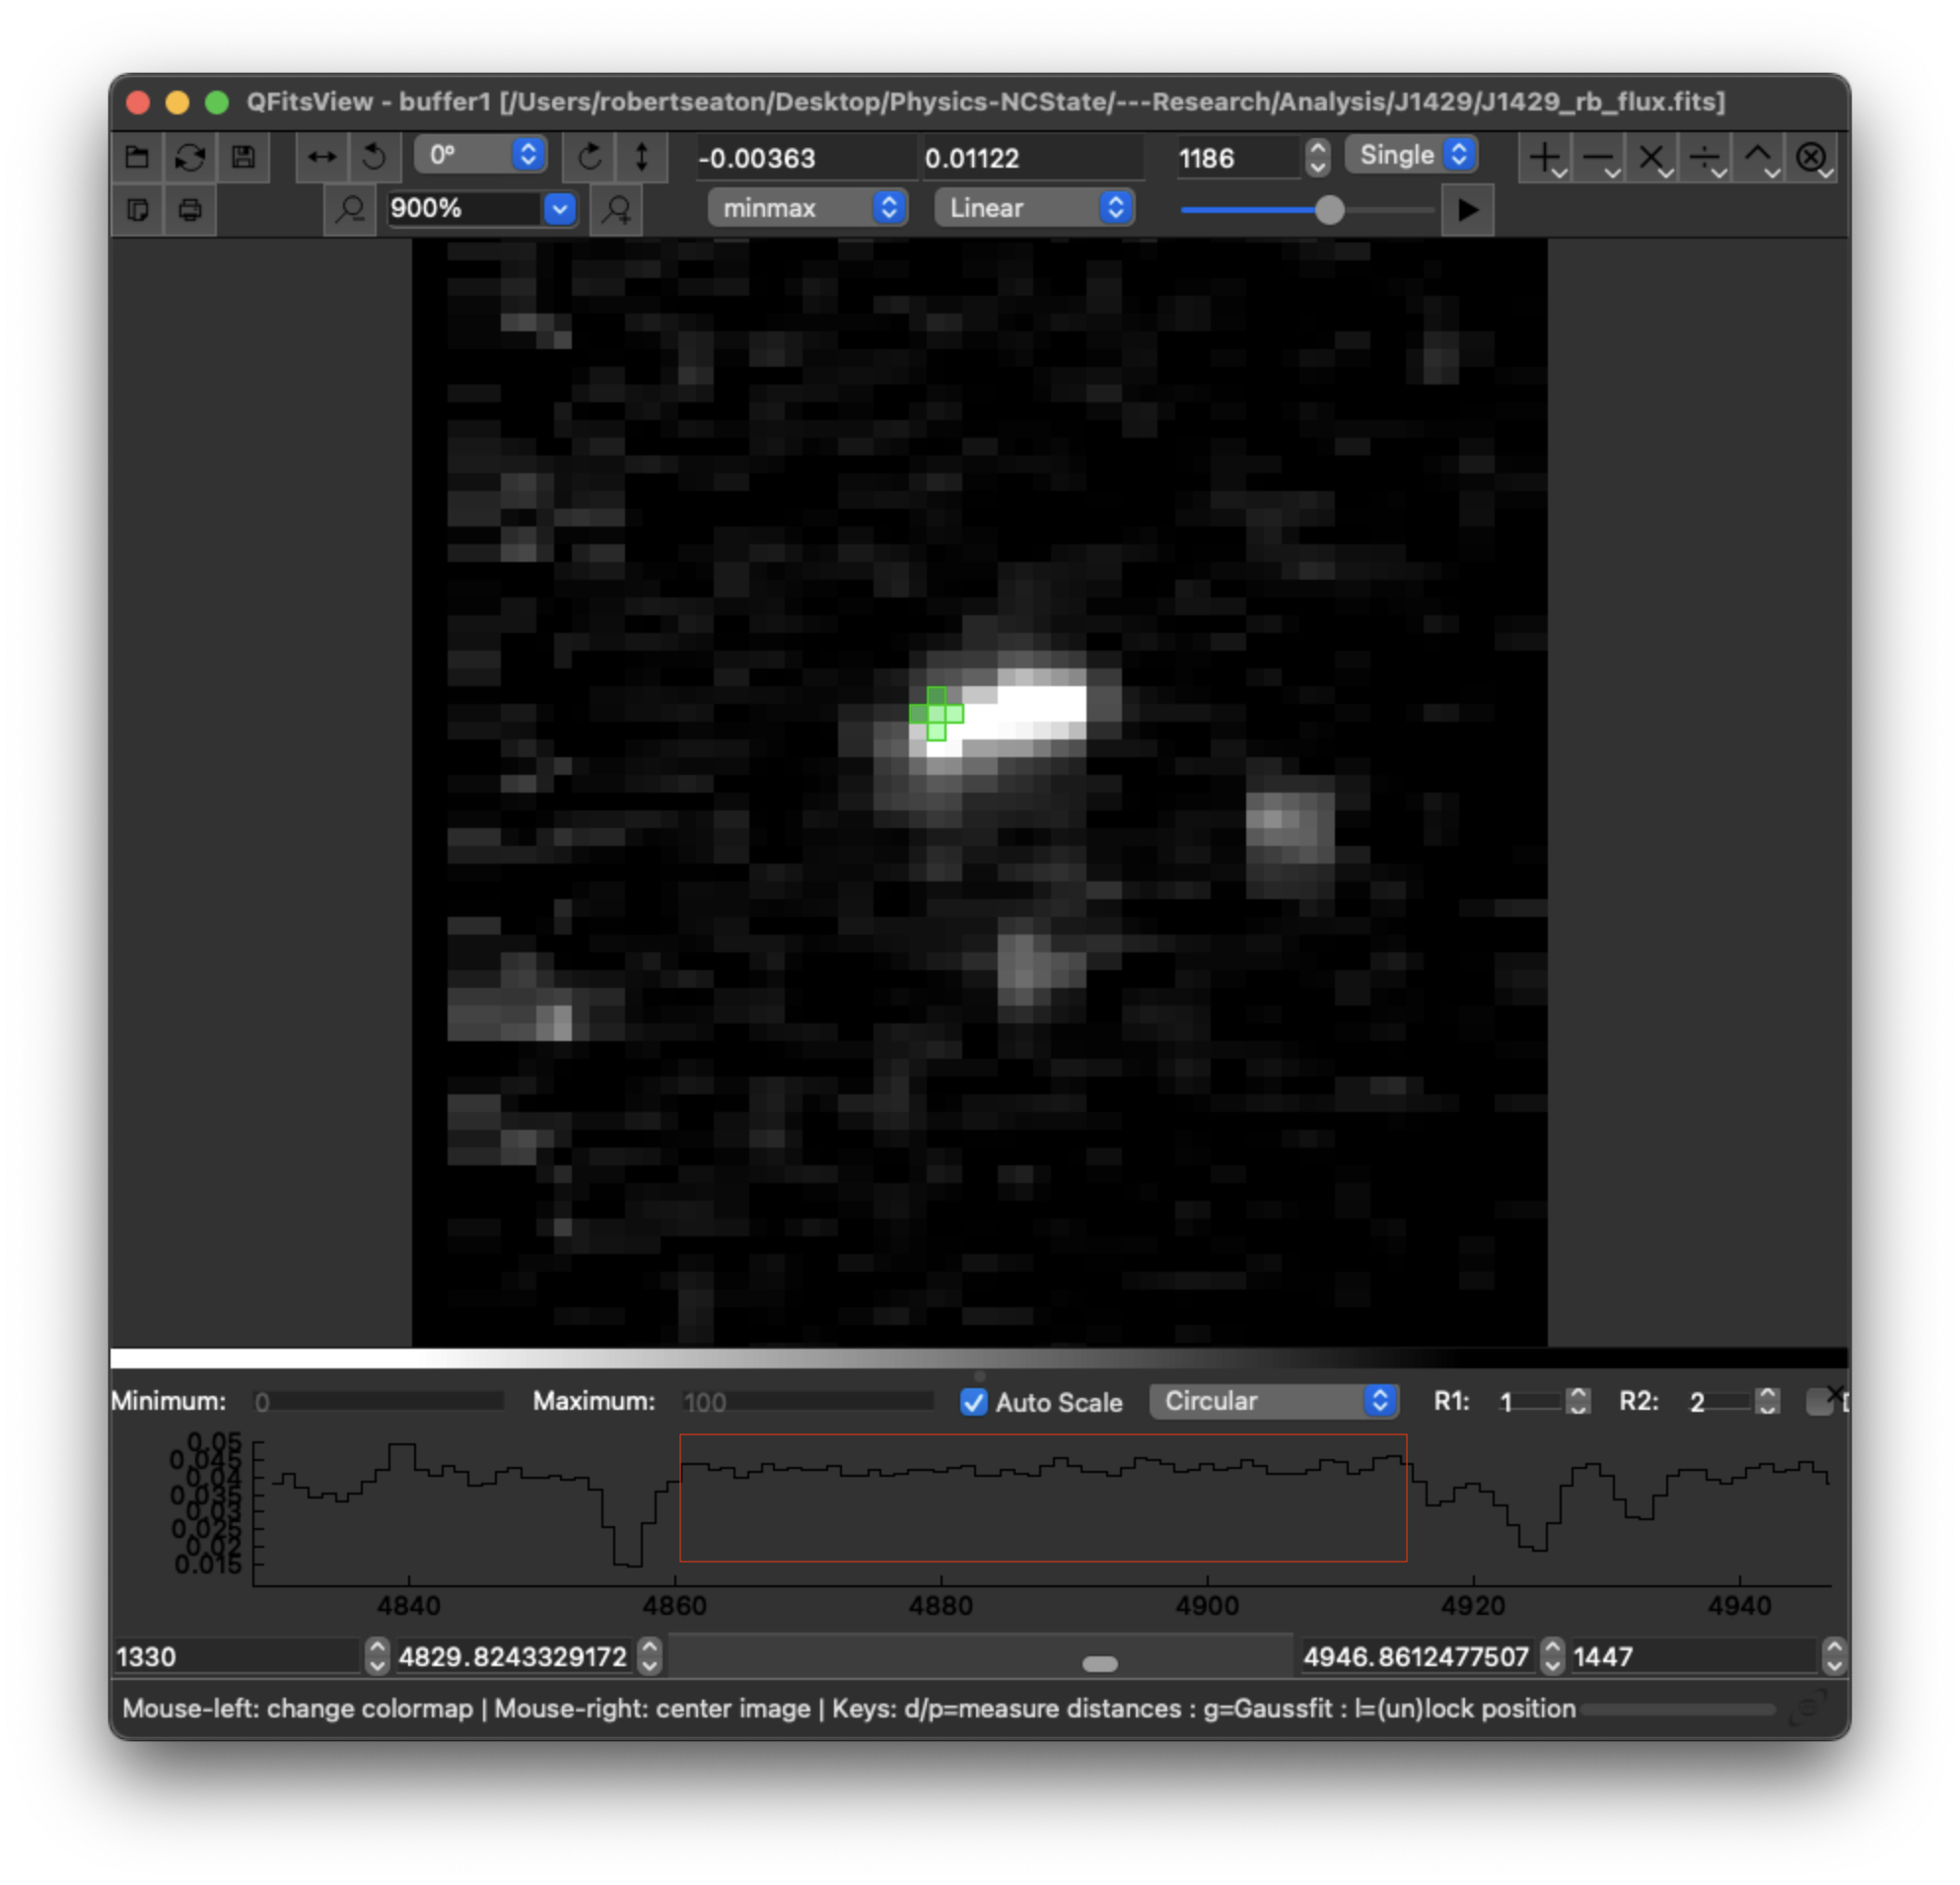 QFitsView - buffer1 [/Users/robertseaton/Desktop/Physics-NCState/---Research/Analysis/J1429/J1429_rb_flux.fits]
0° -0.00363 0.01122 1186 Single
900% minmax Linear
Minimum: 0 Maximum: 100 Auto Scale Circular R1: 1 R2: 2
0.05
0.045
0.04
0.035
0.03
0.025
0.02
0.015
4840 4860 4880 4900 4920 4940
1330 4829.8243329172 4946.8612477507 1447
Mouse-left: change colormap | Mouse-right: center image | Keys: d/p=measure distances : g=Gaussfit : l=(un)lock position